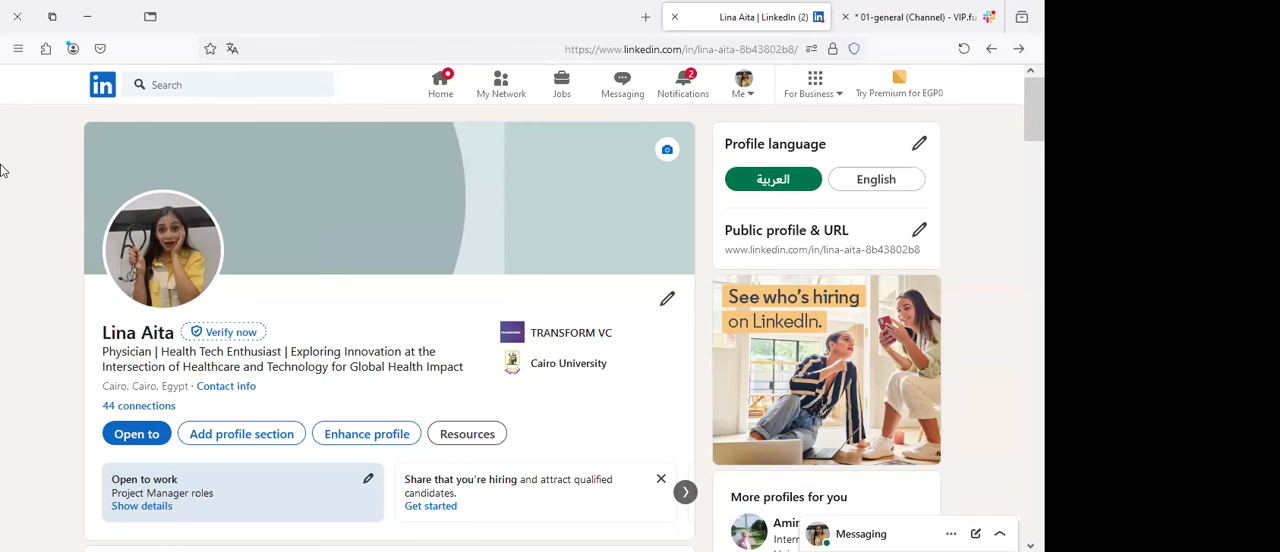 Lina Aita | LinkedIn (2)
* 01-general (Channel) - VIP.fu
https://www.linkedin.com/in/lina-aita-8b43802b8/
in
Search
Home
My Network
Jobs
Messaging
2
Notifications
Me
For Business
Try Premium for EGP0
Profile language
العربية
English
Public profile & URL
www.linkedin.com/in/lina-aita-8b43802b8
See who's hiring
on LinkedIn.
Lina Aita
Verify now
Physician | Health Tech Enthusiast | Exploring Innovation at the
Intersection of Healthcare and Technology for Global Health Impact
Cairo, Cairo, Egypt · Contact info
44 connections
TRANSFORM VC
Cairo University
Open to
Add profile section
Enhance profile
Resources
Open to work
Project Manager roles
Show details
Share that you're hiring and attract qualified
candidates.
Get started
More profiles for you
Amir
Intern
Messaging